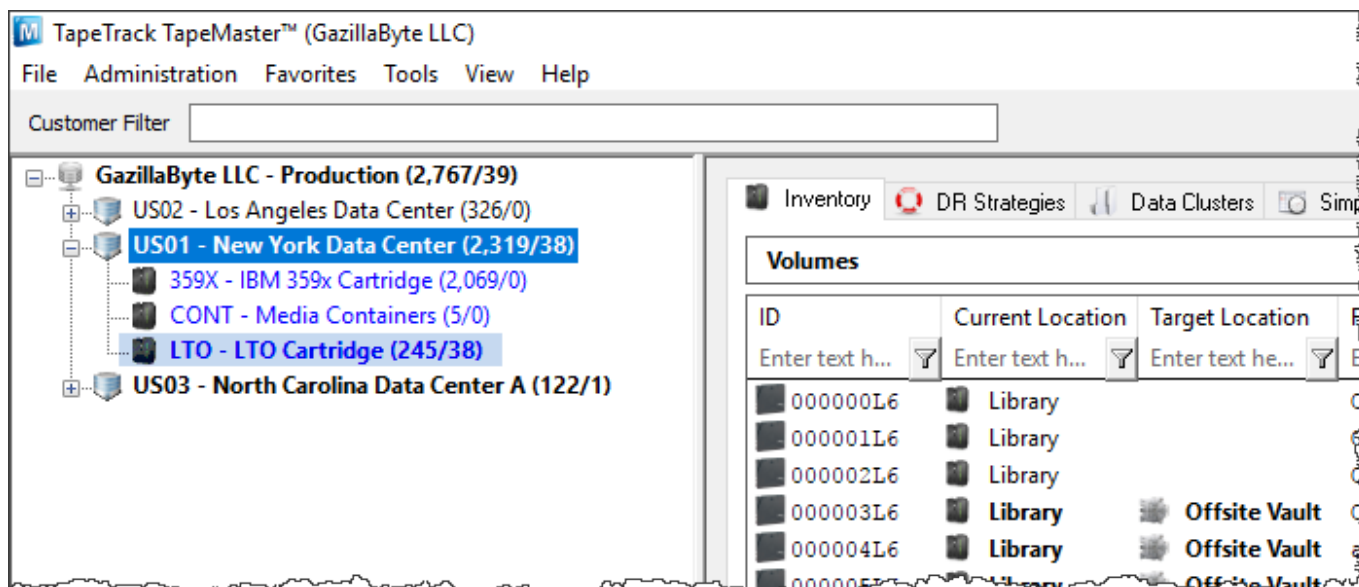 TapeTrack TapeMaster™ (GazillaByte LLC)
File Administration Favorites Tools View Help
Customer Filter
GazillaByte LLC - Production (2,767/39)
US02 - Los Angeles Data Center (326/0)
US01 - New York Data Center (2,319/38)
359X - IBM 359x Cartridge (2,069/0)
CONT - Media Containers (5/0)
LTO - LTO Cartridge (245/38)
US03 - North Carolina Data Center A (122/1)
Inventory DR Strategies Data Clusters
Volumes
ID Current Location Target Location
Enter text h... Enter text h... Enter text he...
000000L6 Library
000001L6 Library
000002L6 Library
000003L6 Library Offsite Vault
000004L6 Library Offsite Vault